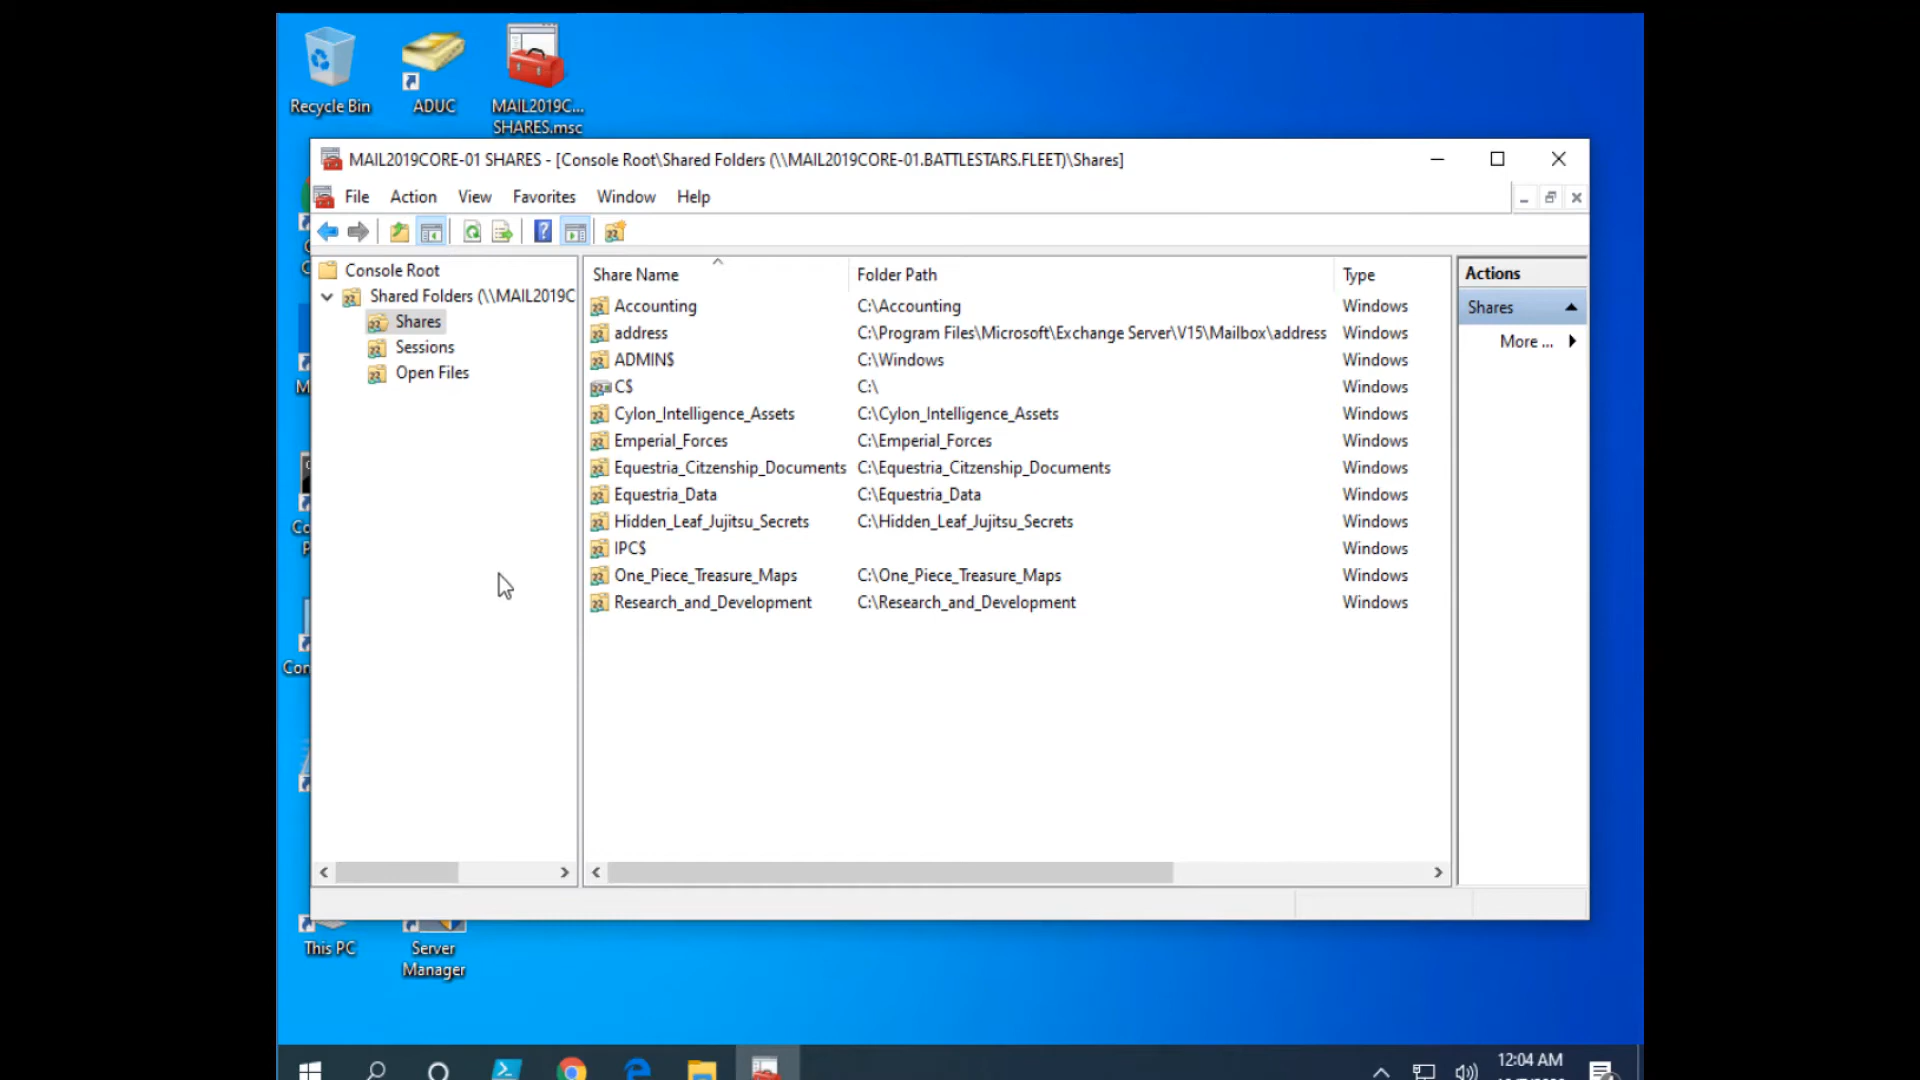 Recycle Bin
ADUC
MAIL2019C...
SHARES.msc
MAIL2019CORE-01 SHARES - [Console Root\Shared Folders (\\MAIL2019CORE-01.BATTLESTARS.FLEET)\Shares]
File Action View Favorites Window Help
Console Root
Shared Folders (\\MAIL2019C
Shares
Sessions
Open Files
Share Name Folder Path Type
Accounting C:\Accounting Windows
address C:\Program Files\Microsoft\Exchange Server\V15\Mailbox\address Windows
ADMIN$ C:\Windows Windows
C$ C:\ Windows
Cylon_Intelligence_Assets C:\Cylon_Intelligence_Assets Windows
Emperial_Forces C:\Emperial_Forces Windows
Equestria_Citzenship_Documents C:\Equestria_Citzenship_Documents Windows
Equestria_Data C:\Equestria_Data Windows
Hidden_Leaf_Jujitsu_Secrets C:\Hidden_Leaf_Jujitsu_Secrets Windows
IPC$ Windows
One_Piece_Treasure_Maps C:\One_Piece_Treasure_Maps Windows
Research_and_Development C:\Research_and_Development Windows
Actions
Shares
More ...
This PC
Server
Manager
12:04 AM